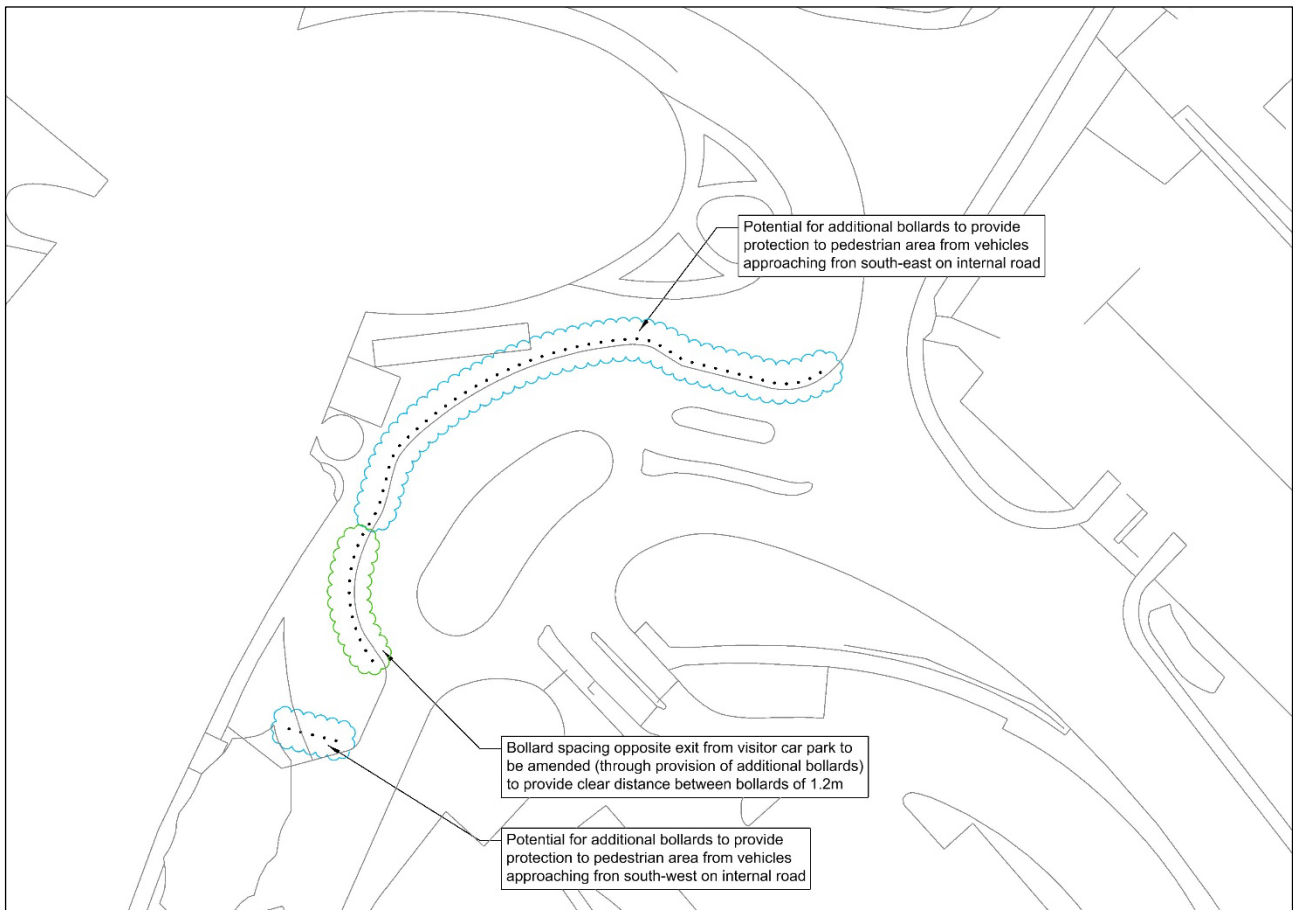 Potential for additional bollards to provide
protection to pedestrian area from vehicles
approaching fron south-east on internal road
Bollard spacing opposite exit from visitor car park to
be amended (through provision of additional bollards)
to provide clear distance between bollards of 1.2m
Potential for additional bollards to provide
protection to pedestrian area from vehicles
approaching fron south-west on internal road